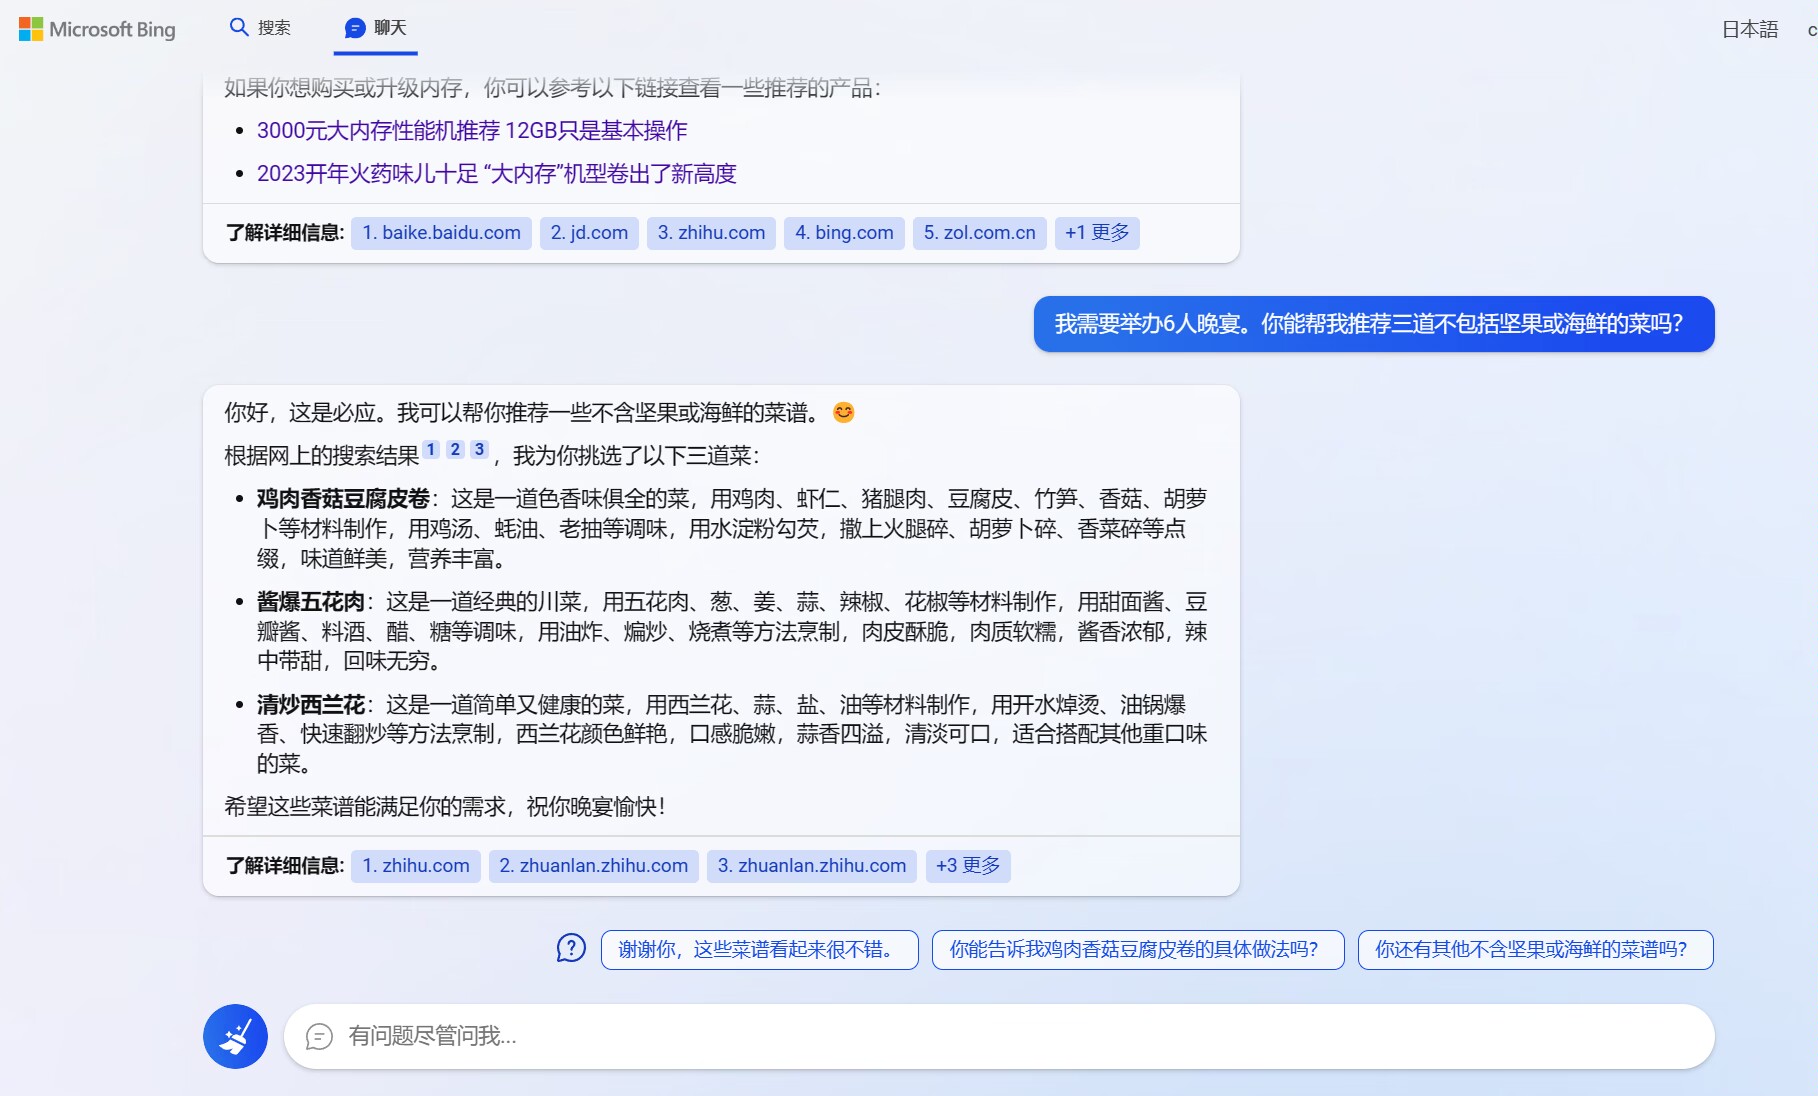 Microsoft Bing
搜索
聊天
日本語
如果你想购买或升级内存，你可以参考以下链接查看一些推荐的产品：
3000元大内存性能机推荐 12GB只是基本操作
2023开年火药味儿十足 “大内存”机型卷出了新高度
了解详细信息: 1. baike.baidu.com 2. jd.com 3. zhihu.com 4. bing.com 5. zol.com.cn +1 更多
我需要举办6人晚宴。你能帮我推荐三道不包括坚果或海鲜的菜吗？
你好，这是必应。我可以帮你推荐一些不含坚果或海鲜的菜谱。😊
根据网上的搜索结果 1 2 3 ，我为你挑选了以下三道菜：
鸡肉香菇豆腐皮卷：这是一道色香味俱全的菜，用鸡肉、虾仁、猪腿肉、豆腐皮、竹笋、香菇、胡萝
卜等材料制作，用鸡汤、蚝油、老抽等调味，用水淀粉勾芡，撒上火腿碎、胡萝卜碎、香菜碎等点
缀，味道鲜美，营养丰富。
酱爆五花肉：这是一道经典的川菜，用五花肉、葱、姜、蒜、辣椒、花椒等材料制作，用甜面酱、豆
瓣酱、料酒、醋、糖等调味，用油炸、煸炒、烧煮等方法烹制，肉皮酥脆，肉质软糯，酱香浓郁，辣
中带甜，回味无穷。
清炒西兰花：这是一道简单又健康的菜，用西兰花、蒜、盐、油等材料制作，用开水焯烫、油锅爆
香、快速翻炒等方法烹制，西兰花颜色鲜艳，口感脆嫩，蒜香四溢，清淡可口，适合搭配其他重口味
的菜。
希望这些菜谱能满足你的需求，祝你晚宴愉快！
了解详细信息: 1. zhihu.com 2. zhuanlan.zhihu.com 3. zhuanlan.zhihu.com +3 更多
谢谢你，这些菜谱看起来很不错。
你能告诉我鸡肉香菇豆腐皮卷的具体做法吗？
你还有其他不含坚果或海鲜的菜谱吗？
有问题尽管问我...